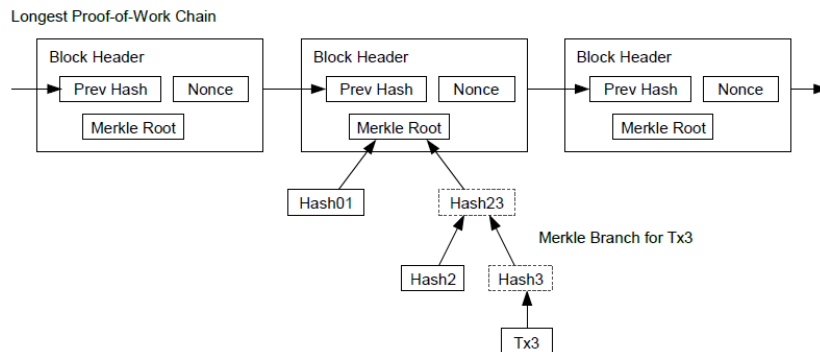 Longest Proof-of-Work Chain
Block Header
Prev Hash
Nonce
Merkle Root
Block Header
Prev Hash
Nonce
Merkle Root
Block Header
Prev Hash
Nonce
Merkle Root
Hash01
Hash23
Merkle Branch for Tx3
Hash2
Hash3
Tx3